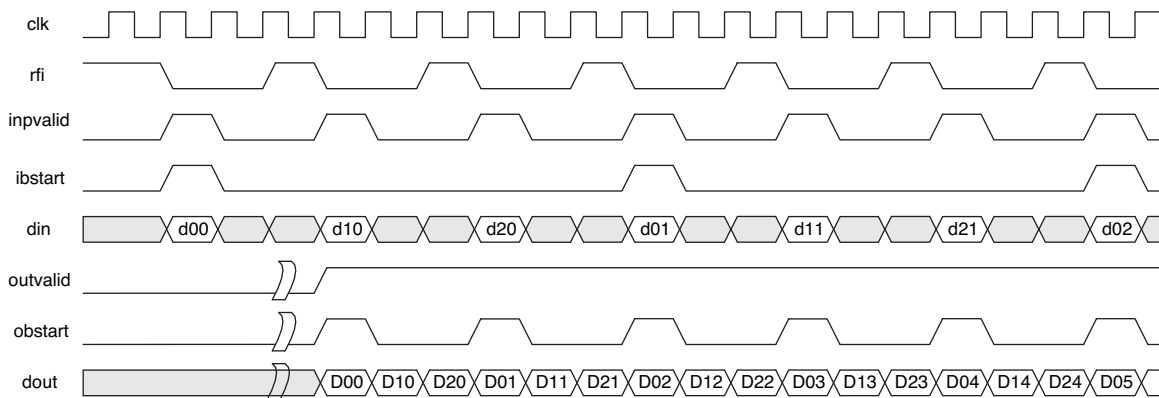 clk
rfi
inpvalid
ibstart
din d00 d10 d20 d01 d11 d21 d02
outvalid
obstart
dout D00 D10 D20 D01 D11 D21 D02 D12 D22 D03 D13 D23 D04 D14 D24 D05